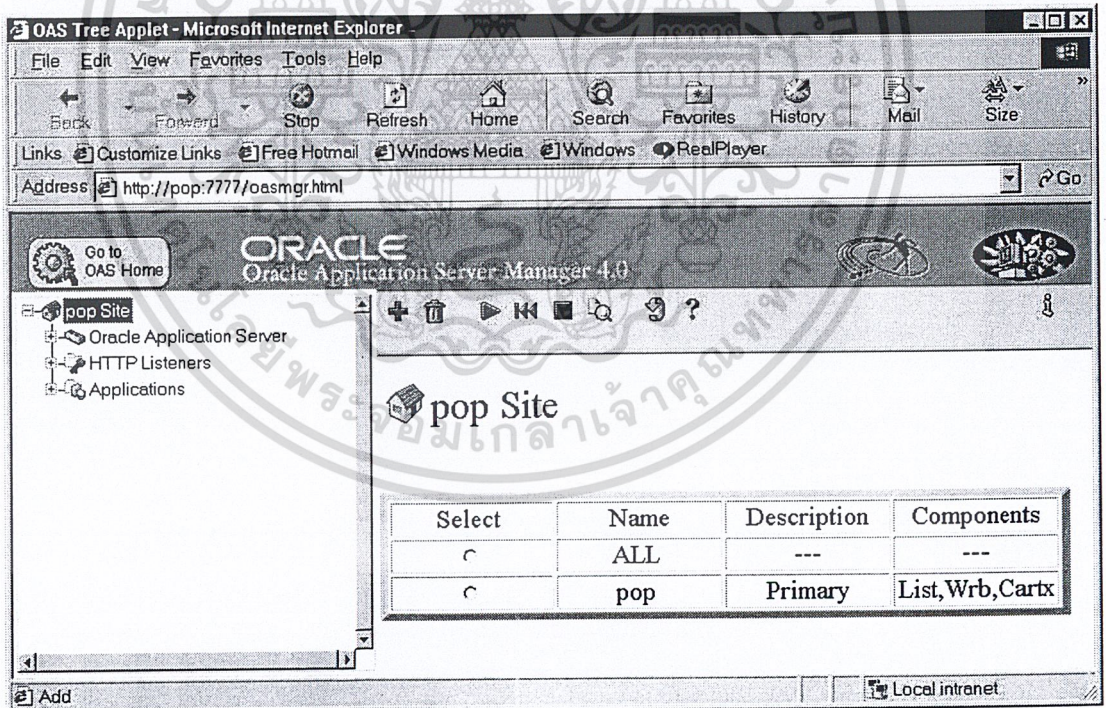 OAS Tree Applet - Microsoft Internet Explorer
File Edit View Favorites Tools Help
Back Forward Stop Refresh Home Search Favorites History Mail Size »
Links Customize Links Free Hotmail Windows Media Windows RealPlayer
Address http://pop:7777/oasmgr.html Go
Go to
OAS Home
ORACLE
Oracle Application Server Manager 4.0
pop Site
Oracle Application Server
HTTP Listeners
Applications
pop Site
Select Name Description Components
ALL --- ---
pop Primary List,Wrb,Cartx
Add Local intranet